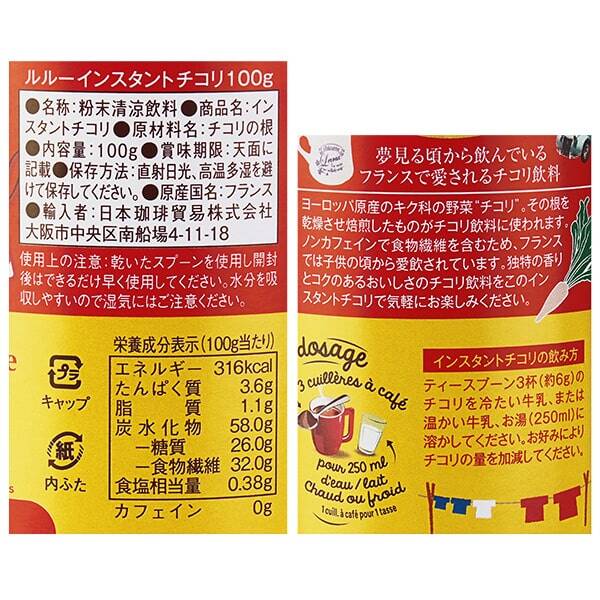 ルルーインスタントチコリ100g
●名称：粉末清涼飲料●商品名：イン
スタントチコリ●原材料名：チコリの根
●内容量：100g●賞味期限：天面に
記載●保存方法：直射日光、高温多湿を避
けて保存してください。●原産国名：フランス
●輸入者：日本珈琲貿易株式会社
大阪市中央区南船場4-11-18
使用上の注意：乾いたスプーンを使用し開封
後はできるだけ早く使用してください。水分を吸
収しやすいので湿気にはご注意ください。
プラ
キャップ
紙
内ふた
栄養成分表示(100g当たり)
エネルギー 316kcal
たんぱく質 3.6g
脂質 1.1g
炭水化物 58.0g
－糖質 26.0g
－食物繊維 32.0g
食塩相当量 0.38g
カフェイン 0g
Leroux
夢見る頃から飲んでいる
フランスで愛されるチコリ飲料
ヨーロッパ原産のキク科の野菜“チコリ”。その根を
乾燥させ焙煎したものがチコリ飲料に使われます。
ノンカフェインで食物繊維を含むため、フランス
では子供の頃から愛飲されています。独特の香り
とコクのあるおいしさのチコリ飲料をこのイン
スタントチコリで気軽にお楽しみください。
dosage
3 cuillères à café
pour 250 ml
d'eau/lait
Chaud ou froid
1 cuill. à café pour 1 tasse
インスタントチコリの飲み方
ティースプーン3杯（約6g）の
チコリを冷たい牛乳、または
温かい牛乳、お湯（250ml）に
溶かしてください。お好みにより
チコリの量を加減してください。